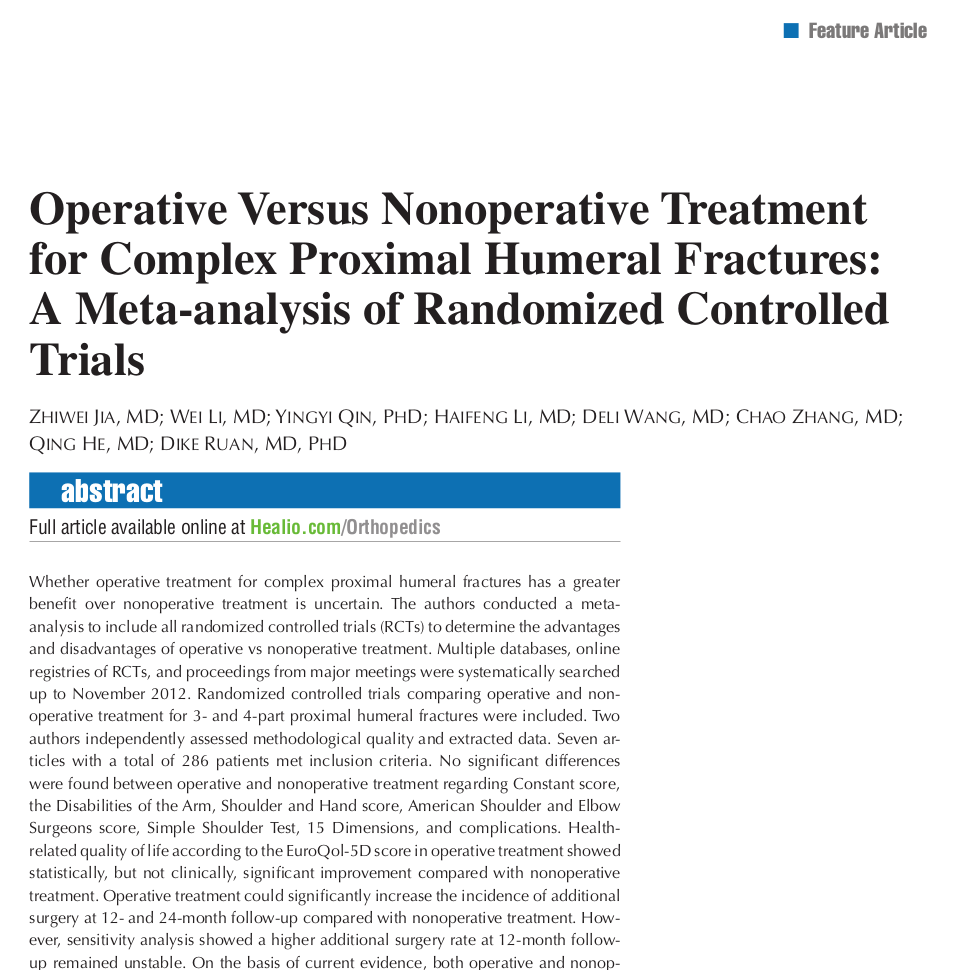 Feature Article
Operative Versus Nonoperative Treatment
for Complex Proximal Humeral Fractures:
A Meta-analysis of Randomized Controlled
Trials
Zhiwei Jia, MD; Wei Li, MD; Yingyi Qin, PhD; Haifeng Li, MD; Deli Wang, MD; Chao Zhang, MD;
Qing He, MD; Dike Ruan, MD, PhD
abstract
Full article available online at Healio.com/Orthopedics
Whether operative treatment for complex proximal humeral fractures has a greater
benefit over nonoperative treatment is uncertain. The authors conducted a meta-
analysis to include all randomized controlled trials (RCTs) to determine the advantages
and disadvantages of operative vs nonoperative treatment. Multiple databases, online
registries of RCTs, and proceedings from major meetings were systematically searched
up to November 2012. Randomized controlled trials comparing operative and non-
operative treatment for 3- and 4-part proximal humeral fractures were included. Two
authors independently assessed methodological quality and extracted data. Seven ar-
ticles with a total of 286 patients met inclusion criteria. No significant differences
were found between operative and nonoperative treatment regarding Constant score,
the Disabilities of the Arm, Shoulder and Hand score, American Shoulder and Elbow
Surgeons score, Simple Shoulder Test, 15 Dimensions, and complications. Health-
related quality of life according to the EuroQol-5D score in operative treatment showed
statistically, but not clinically, significant improvement compared with nonoperative
treatment. Operative treatment could significantly increase the incidence of additional
surgery at 12- and 24-month follow-up compared with nonoperative treatment. How-
ever, sensitivity analysis showed a higher additional surgery rate at 12-month follow-
up remained unstable. On the basis of current evidence, both operative and nonop-